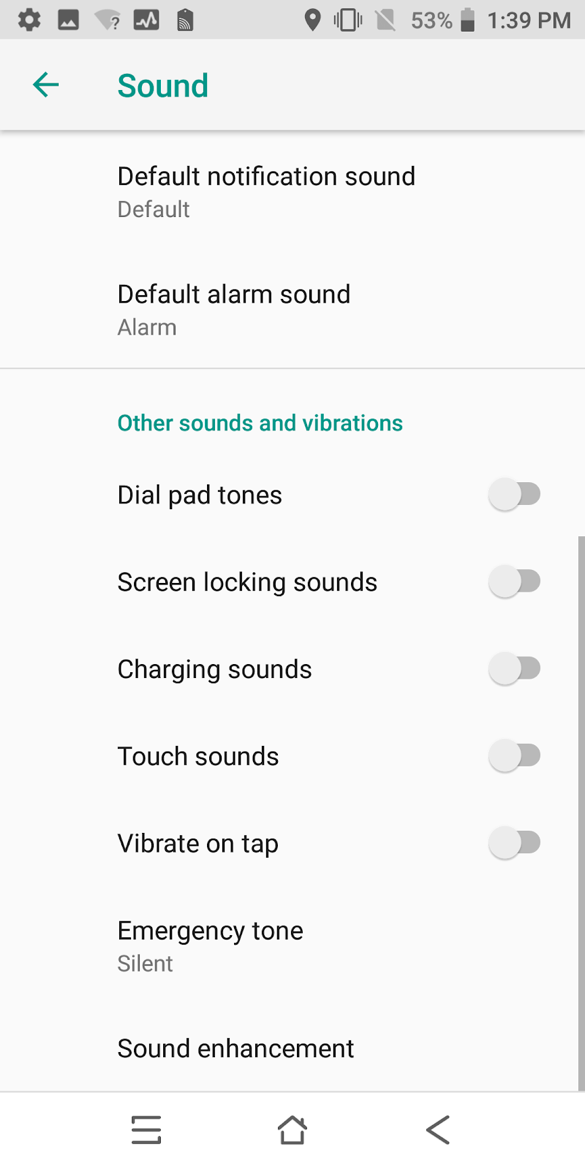 53% 1:39 PM
Sound
Default notification sound
Default
Default alarm sound
Alarm
Other sounds and vibrations
Dial pad tones
Screen locking sounds
Charging sounds
Touch sounds
Vibrate on tap
Emergency tone
Silent
Sound enhancement